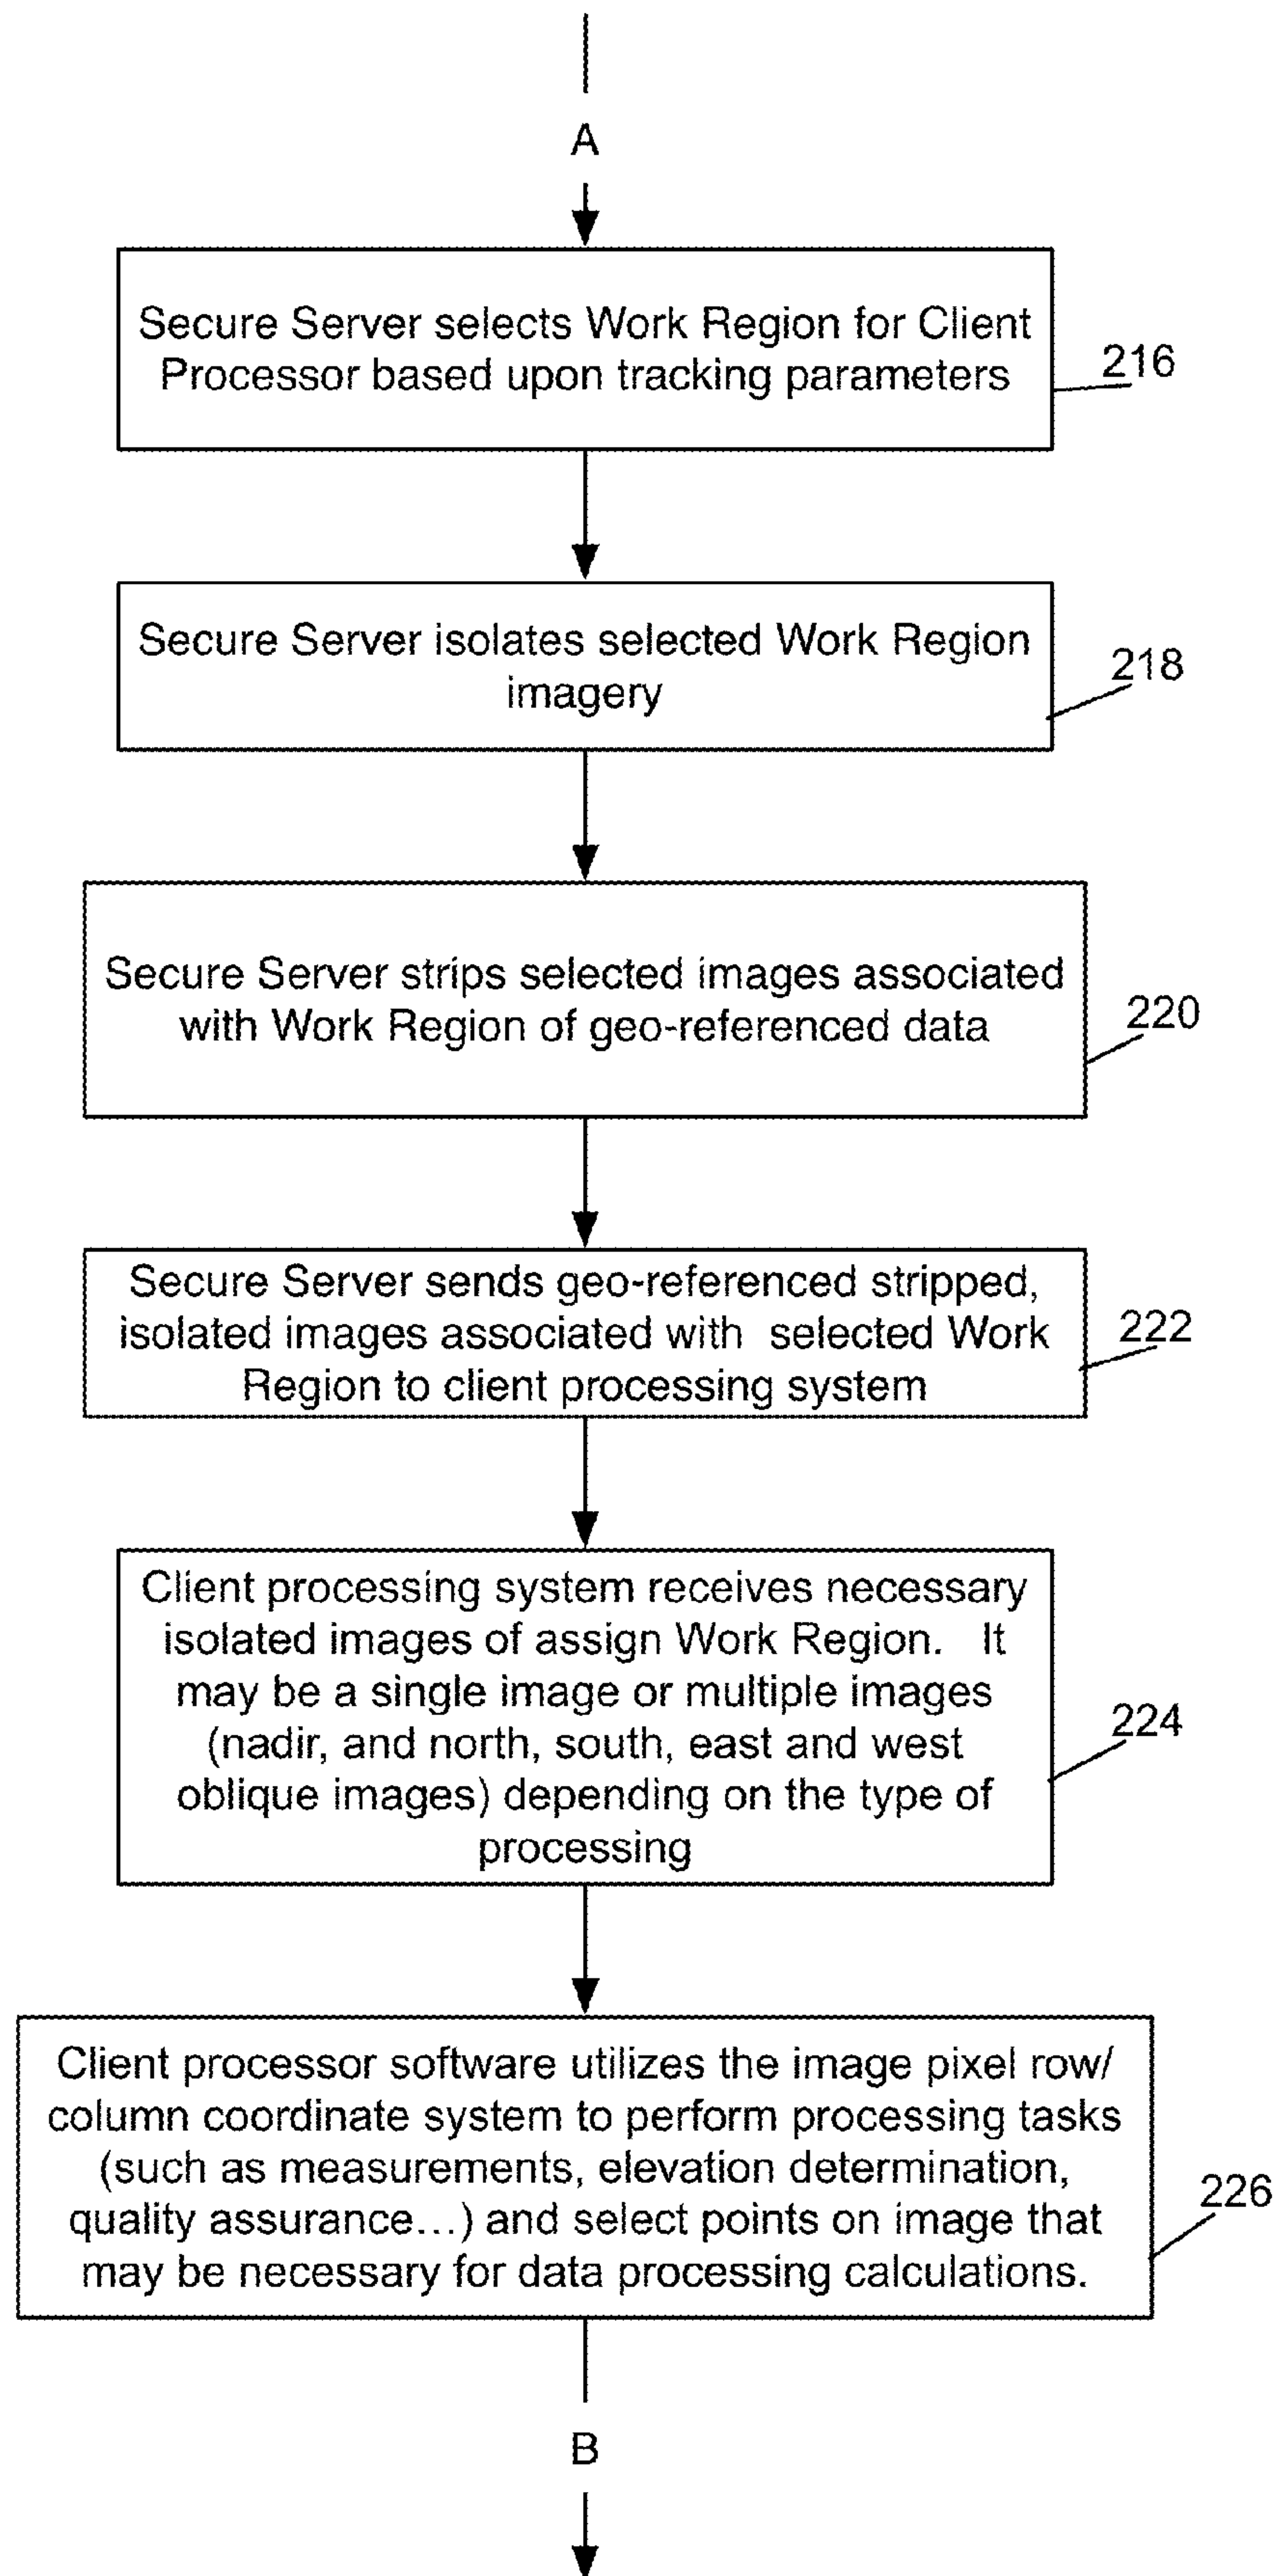 A
Secure Server selects Work Region for Client
Processor based upon tracking parameters
216
Secure Server isolates selected Work Region
imagery
218
Secure Server strips selected images associated
with Work Region of geo-referenced data
220
Secure Server sends geo-referenced stripped,
isolated images associated with  selected Work
Region to client processing system
222
Client processing system receives necessary
isolated images of assign Work Region.   It
may be a single image or multiple images
(nadir, and north, south, east and west
oblique images) depending on the type of
processing
224
Client processor software utilizes the image pixel row/
column coordinate system to perform processing tasks
(such as measurements, elevation determination,
quality assurance...) and select points on image that
may be necessary for data processing calculations.
226
B